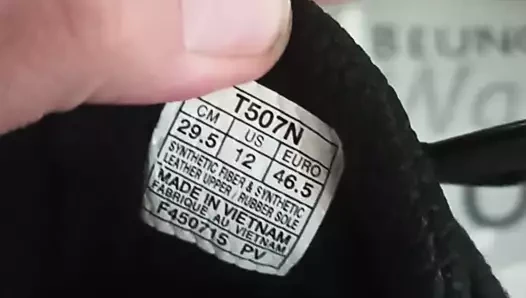 T507N
CM US EURO
29.5 12 46.5
SYNTHETIC FIBER & SYNTHETIC
LEATHER UPPER / RUBBER SOLE
MADE IN VIETNAM
FABRIQUE AU VIETNAM
F450715 PV
BEUNG